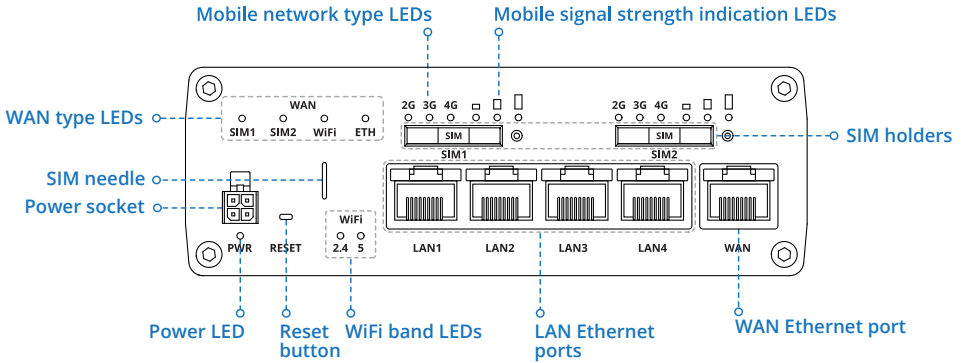 Mobile network type LEDs
Mobile signal strength indication LEDs
WAN type LEDs
WAN
SIM1 SIM2 WiFi ETH
2G 3G 4G
SIM
SIM1
2G 3G 4G
SIM
SIM2
SIM holders
SIM needle
Power socket
WiFi
2.4 5
PWR
RESET
LAN1 LAN2 LAN3 LAN4 WAN
Power LED
Reset
button
WiFi band LEDs
LAN Ethernet
ports
WAN Ethernet port